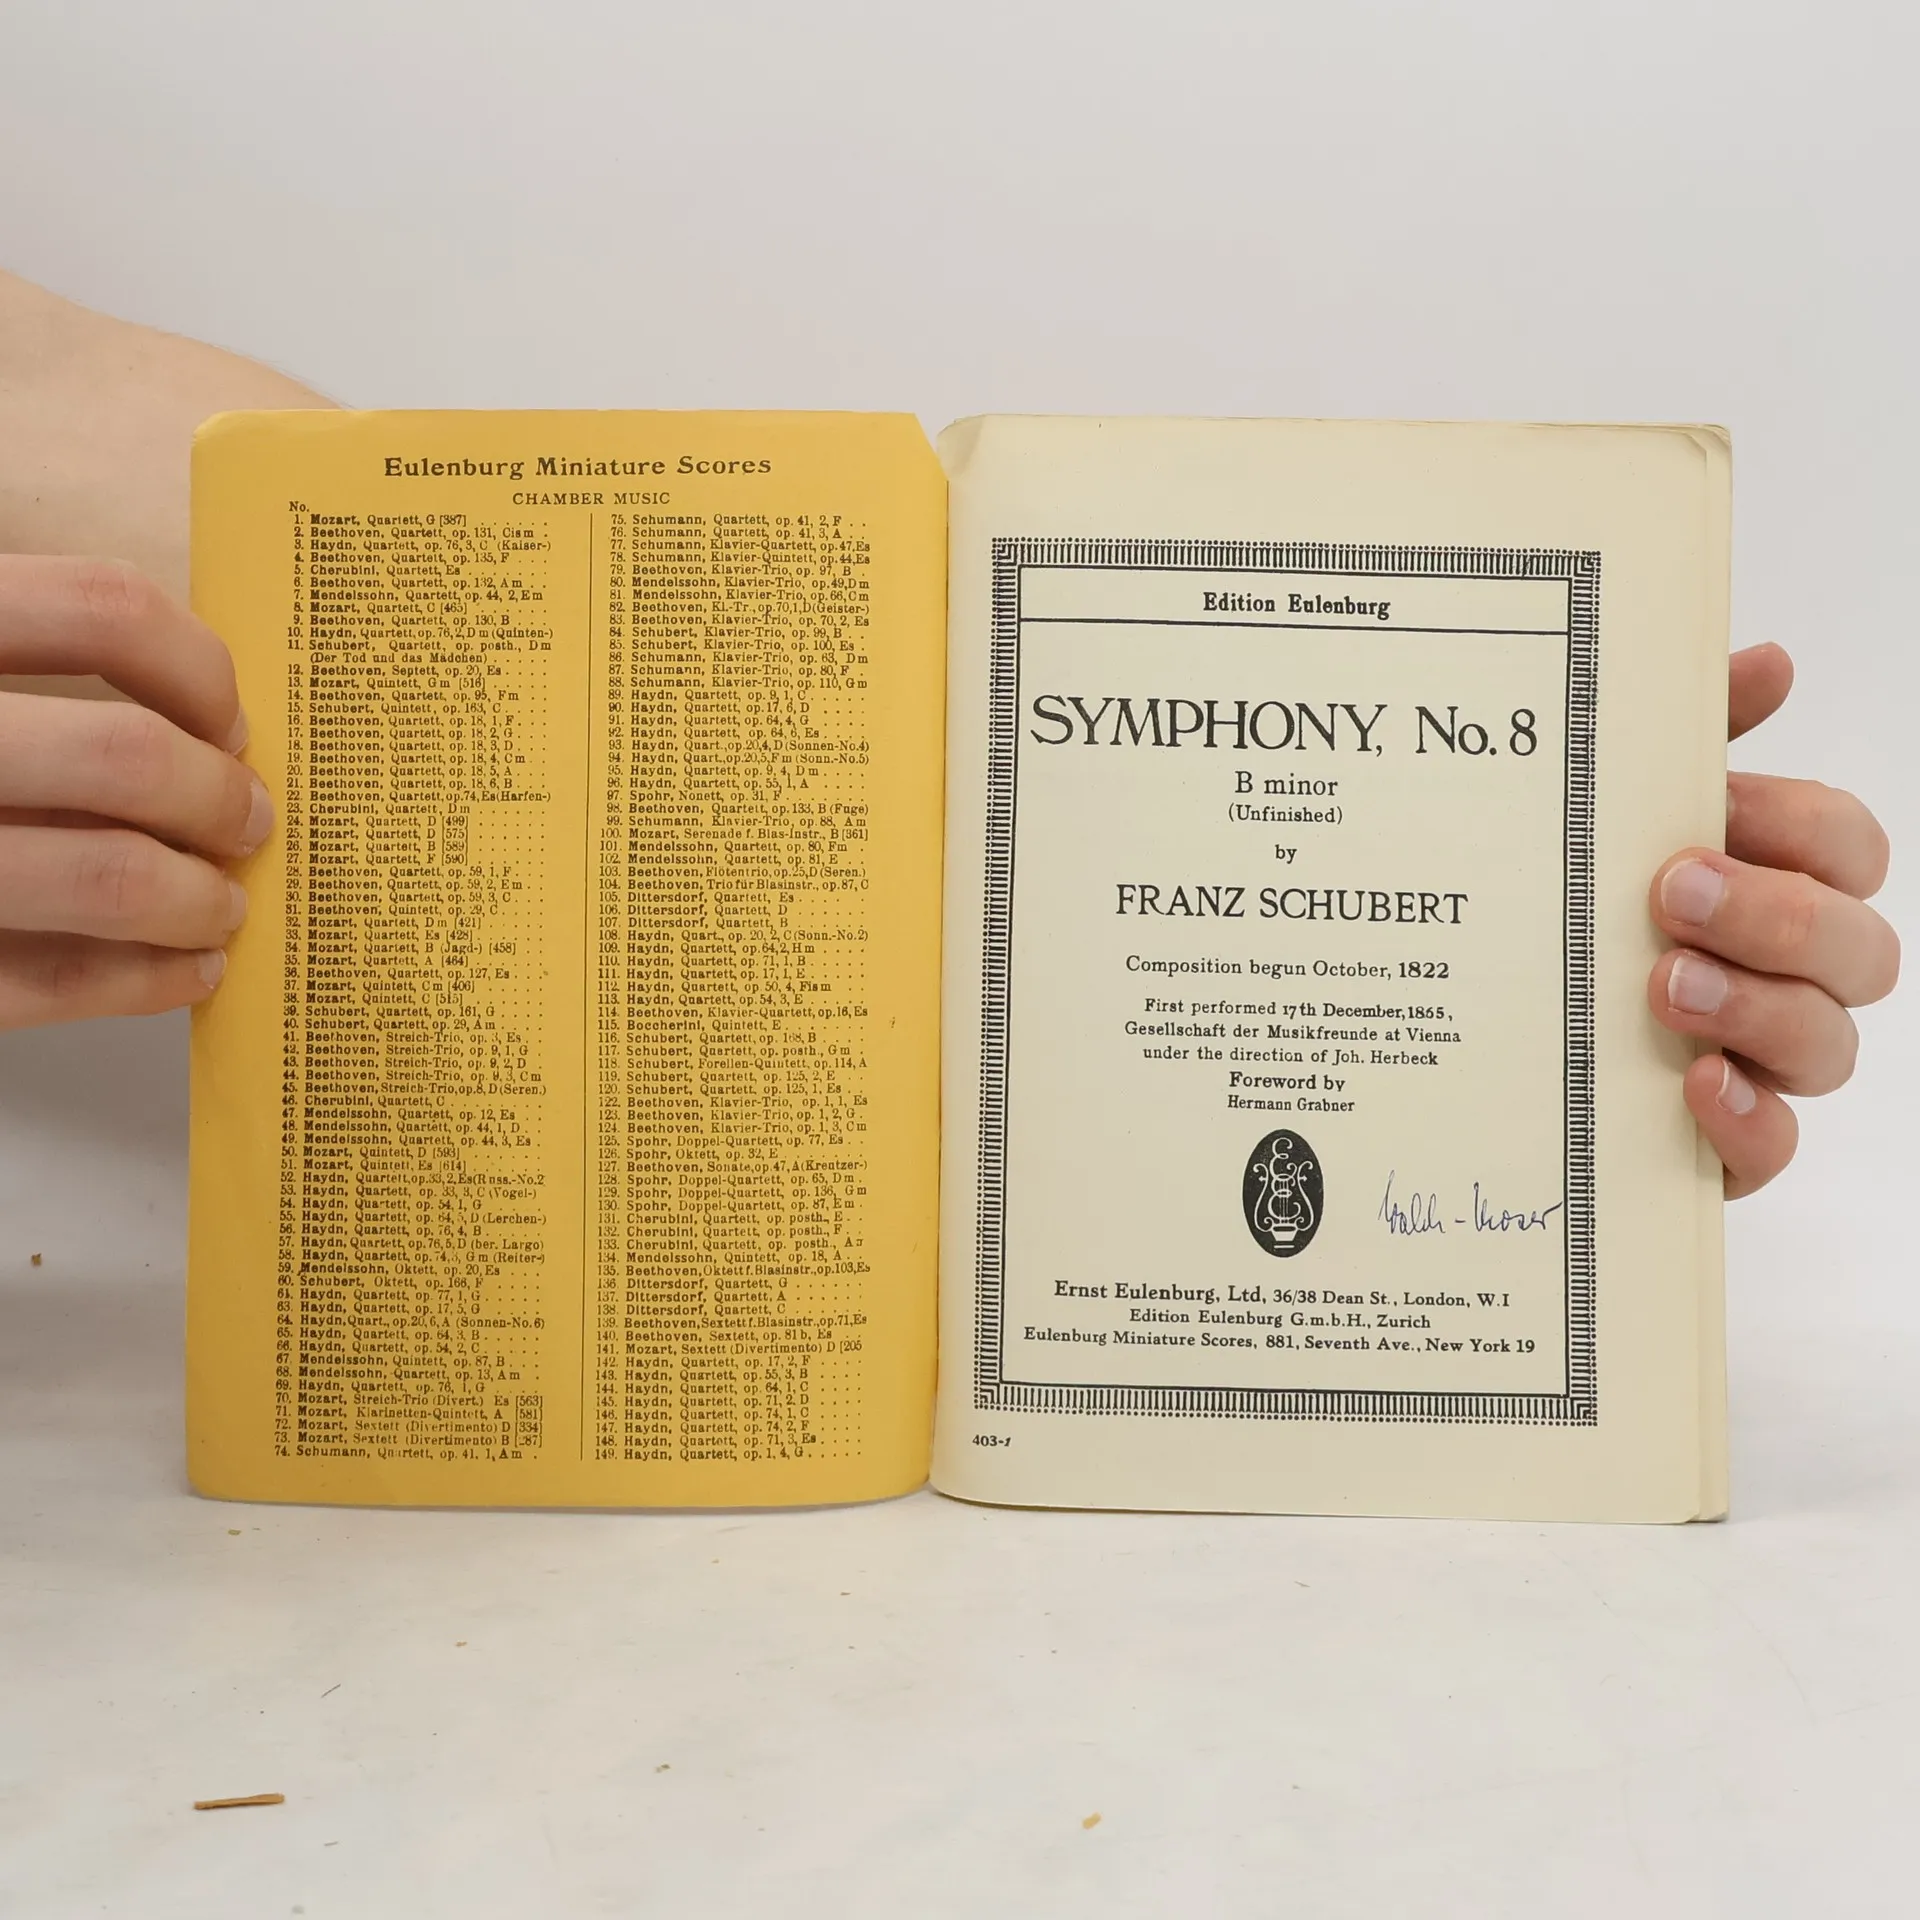 Eulenburg Miniature Scores
CHAMBER MUSIC
No.
1. Mozart, Quartett, G [387]
2. Beethoven, Quartett, op. 131, Cis m
3. Haydn, Quartett, op. 76, 3, C (Kaiser-)
4. Beethoven, Quartett, op. 135, F
5. Cherubini, Quartett, Es
6. Beethoven, Quartett, op. 132, Am
7. Mendelssohn, Quartett, op. 44, 2, Em
8. Mozart, Quartett, C [465]
9. Beethoven, Quartett, op. 130, B
10. Haydn, Quartett, op. 76, 2, D m (Quinten-)
11. Schubert, Quartett, op. posth., Dm
(Der Tod und das Mädchen)
12. Beethoven, Septett, op. 20, Es
13. Mozart, Quintett, Gm [516]
14. Beethoven, Quartett, op. 95, Fm
15. Schubert, Quintett, op. 163, C
16. Beethoven, Quartett, op. 18, 1, F
17. Beethoven, Quartett, op. 18, 2, G
18. Beethoven, Quartett, op. 18, 3, D
19. Beethoven, Quartett, op. 18, 4, Cm
20. Beethoven, Quartett, op. 18, 5, A
21. Beethoven, Quartett, op. 18, 6, B
22. Beethoven, Quartett, op. 74, Es (Harfen-)
23. Cherubini, Quartett, Dm
24. Mozart, Quartett, D [499]
25. Mozart, Quartett, D [575]
26. Mozart, Quartett, B [589]
27. Mozart, Quartett, F [590]
28. Beethoven, Quartett, op. 59, 1, F
29. Beethoven, Quartett, op. 59, 2, Em
30. Beethoven, Quartett, op. 59, 3, C
31. Beethoven, Quintett, op. 29, C
32. Mozart, Quartett, Dm [421]
33. Mozart, Quartett, Es [428]
34. Mozart, Quartett, B (Jagd-) [458]
35. Mozart, Quartett, A [464]
36. Beethoven, Quartett, op. 127, Es
37. Mozart, Quintett, Cm [406]
38. Mozart, Quintett, C [515]
39. Schubert, Quartett, op. 161, G
40. Schubert, Quartett, op. 29, Am
41. Beethoven, Streich-Trio, op. 3, Es
42. Beethoven, Streich-Trio, op. 9, 1, G
43. Beethoven, Streich-Trio, op. 9, 2, D
44. Beethoven, Streich-Trio, op. 9, 3, Cm
45. Beethoven, Streich-Trio, op. 8, D (Seren.)
46. Cherubini, Quartett, C
47. Mendelssohn, Quartett, op. 12, Es
48. Mendelssohn, Quartett, op. 44, 1, D
49. Mendelssohn, Quartett, op. 44, 3, Es
50. Mozart, Quintett, D [593]
51. Mozart, Quintett, Es [614]
52. Haydn, Quartett, op. 33, 2, Es (Russ.-No. 2
53. Haydn, Quartett, op. 33, 3, C (Vogel-)
54. Haydn, Quartett, op. 54, 1, G
55. Haydn, Quartett, op. 64, 5, D (Lerchen-)
56. Haydn, Quartett, op. 76, 4, B
57. Haydn, Quartett, op. 76, 5, D (ber. Largo)
58. Haydn, Quartett, op. 74, 3, Gm (Reiter-)
59. Mendelssohn, Oktett, op. 20, Es
60. Schubert, Oktett, op. 166, F
61. Haydn, Quartett, op. 77, 1, G
63. Haydn, Quartett, op. 17, 5, G
64. Haydn, Quart., op. 20, 6, A (Sonnen-No. 6)
65. Haydn, Quartett, op. 64, 3, B
66. Haydn, Quartett, op. 54, 2, C
67. Mendelssohn, Quintett, op. 87, B
68. Mendelssohn, Quartett, op. 13, Am
69. Haydn, Quartett, op. 76, 1, G
70. Mozart, Streich-Trio (Divert.) Es [563]
71. Mozart, Klarinetten-Quintett, A [581]
72. Mozart, Sextett (Divertimento) D [334]
73. Mozart, Sextett (Divertimento) B [287]
74. Schumann, Quartett, op. 41, 1, Am
75. Schumann, Quartett, op. 41, 2, F
76. Schumann, Quartett, op. 41, 3, A
77. Schumann, Klavier-Quartett, op. 47, Es
78. Schumann, Klavier-Quintett, op. 44, Es
79. Beethoven, Klavier-Trio, op. 97, B
80. Mendelssohn, Klavier-Trio, op. 49, Dm
81. Mendelssohn, Klavier-Trio, op. 66, Cm
82. Beethoven, Kl.-Tr., op. 70, 1, D (Geister-)
83. Beethoven, Klavier-Trio, op. 70, 2, Es
84. Schubert, Klavier-Trio, op. 99, B
85. Schubert, Klavier-Trio, op. 100, Es
86. Schumann, Klavier-Trio, op. 63, Dm
87. Schumann, Klavier-Trio, op. 80, F
88. Schumann, Klavier-Trio, op. 110, Gm
89. Haydn, Quartett, op. 9, 1, C
90. Haydn, Quartett, op. 17, 6, D
91. Haydn, Quartett, op. 64, 4, G
92. Haydn, Quartett, op. 64, 6, Es
93. Haydn, Quart., op. 20, 4, D (Sonnen-No. 4)
94. Haydn, Quart., op. 20, 5, Fm (Sonn.-No. 5)
95. Haydn, Quartett, op. 9, 4, Dm
96. Haydn, Quartett, op. 55, 1, A
97. Spohr, Nonett, op. 31, F
98. Beethoven, Quartett, op. 133, B (Fuge)
99. Schumann, Klavier-Trio, op. 88, Am
100. Mozart, Serenade f. Blas-Instr., B [361]
101. Mendelssohn, Quartett, op. 80, Fm
102. Mendelssohn, Quartett, op. 81, E
103. Beethoven, Flötentrio, op. 25, D (Seren.)
104. Beethoven, Trio für Blasinstr., op. 87, C
105. Dittersdorf, Quartett, Es
106. Dittersdorf, Quartett, D
107. Dittersdorf, Quartett, B
108. Haydn, Quart., op. 20, 2, C (Sonn.-No. 2)
109. Haydn, Quartett, op. 64, 2, Hm
110. Haydn, Quartett, op. 71, 1, B
111. Haydn, Quartett, op. 17, 1, E
112. Haydn, Quartett, op. 50, 4, Fis m
113. Haydn, Quartett, op. 54, 3, E
114. Beethoven, Klavier-Quartett, op. 16, Es
115. Boccherini, Quintett, E
116. Schubert, Quartett, op. 168, B
117. Schubert, Quartett, op. posth., Gm
118. Schubert, Forellen-Quintett, op. 114, A
119. Schubert, Quartett, op. 125, 2, E
120. Schubert, Quartett, op. 125, 1, Es
122. Beethoven, Klavier-Trio, op. 1, 1, Es
123. Beethoven, Klavier-Trio, op. 1, 2, G
124. Beethoven, Klavier-Trio, op. 1, 3, Cm
125. Spohr, Doppel-Quartett, op. 77, Es
126. Spohr, Oktett, op. 32, E
127. Beethoven, Sonate, op. 47, A (Kreutzer-)
128. Spohr, Doppel-Quartett, op. 65, Dm
129. Spohr, Doppel-Quartett, op. 136, Gm
130. Spohr, Doppel-Quartett, op. 87, Em
131. Cherubini, Quartett, op. posth., E
132. Cherubini, Quartett, op. posth., F
133. Cherubini, Quartett, op. posth., A
134. Mendelssohn, Quintett, op. 18, A
135. Beethoven, Oktett f. Blasinstr., op. 103, Es
136. Dittersdorf, Quartett, G
137. Dittersdorf, Quartett, A
138. Dittersdorf, Quartett, C
139. Beethoven, Sextett f. Blasinstr., op. 71, Es
140. Beethoven, Sextett, op. 81 b, Es
141. Mozart, Sextett (Divertimento) D [205
142. Haydn, Quartett, op. 17, 2, F
143. Haydn, Quartett, op. 55, 3, B
144. Haydn, Quartett, op. 64, 1, C
145. Haydn, Quartett, op. 71, 2, D
146. Haydn, Quartett, op. 74, 1, C
147. Haydn, Quartett, op. 74, 2, F
148. Haydn, Quartett, op. 71, 3, Es
149. Haydn, Quartett, op. 1, 4, G
Edition Eulenburg
SYMPHONY, No. 8
B minor
(Unfinished)
by
FRANZ SCHUBERT
Composition begun October, 1822
First performed 17th December, 1865,
Gesellschaft der Musikfreunde at Vienna
under the direction of Joh. Herbeck
Foreword by
Hermann Grabner
Ernst Eulenburg, Ltd, 36/38 Dean St., London, W.I
Edition Eulenburg G.m.b.H., Zurich
Eulenburg Miniature Scores, 881, Seventh Ave., New York 19
403-1